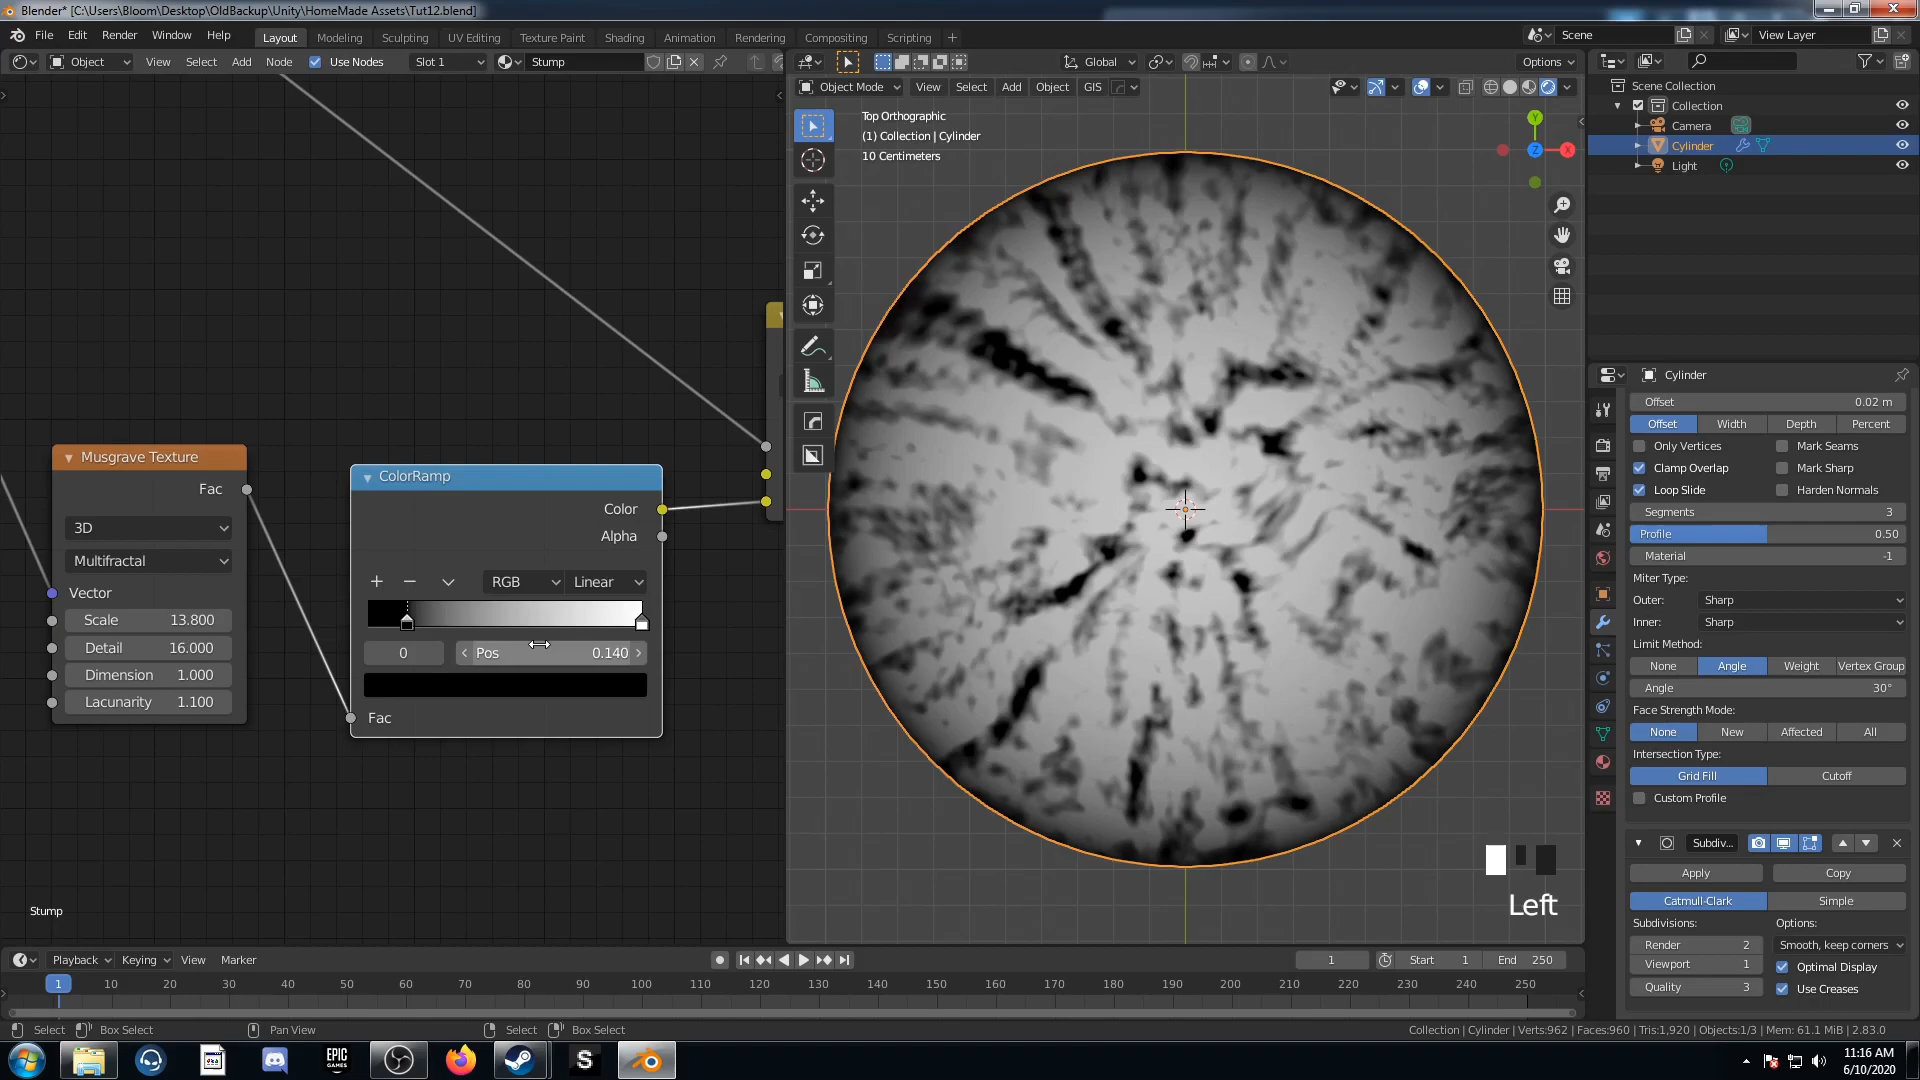 Blender* [C:\Users\Bloom\Desktop\OldBackup\Unity\HomeMade Assets\Tut12.blend]
File Edit Render Window Help Layout Modeling Sculpting UV Editing Texture Paint Shading Animation Rendering Compositing Scripting + Scene View Layer
Object View Select Add Node Use Nodes Slot 1 Stump Global Options
Object Mode View Select Add Object GIS
Top Orthographic
(1) Collection | Cylinder
10 Centimeters
Y
Z
X
Scene Collection
Collection
Camera
Cylinder
Light
Musgrave Texture
Fac
3D
Multifractal
Vector
Scale 13.800
Detail 16.000
Dimension 1.000
Lacunarity 1.100
ColorRamp
Color
Alpha
RGB Linear
0 Pos 0.140
Fac
Stump
Left
Cylinder
Offset 0.02 m
Offset Width Depth Percent
Only Vertices Mark Seams
Clamp Overlap Mark Sharp
Loop Slide Harden Normals
Segments 3
Profile 0.50
Material -1
Miter Type:
Outer: Sharp
Inner: Sharp
Limit Method:
None Angle Weight Vertex Group
Angle 30°
Face Strength Mode:
None New Affected All
Intersection Type:
Grid Fill Cutoff
Custom Profile
Subdiv...
Apply Copy
Catmull-Clark Simple
Subdivisions: Options:
Render 2 Smooth, keep corners
Viewport 1 Optimal Display
Quality 3 Use Creases
Playback Keying View Marker 1 Start 1 End 250
1 10 20 30 40 50 60 70 80 90 100 110 120 130 140 150 160 170 180 190 200 210 220 230 240 250
Select Box Select Pan View Select Box Select Collection | Cylinder | Verts:962 | Faces:960 | Tris:1,920 | Objects:1/3 | Mem: 61.1 MiB | 2.83.0
EPIC GAMES
S
11:16 AM
6/10/2020